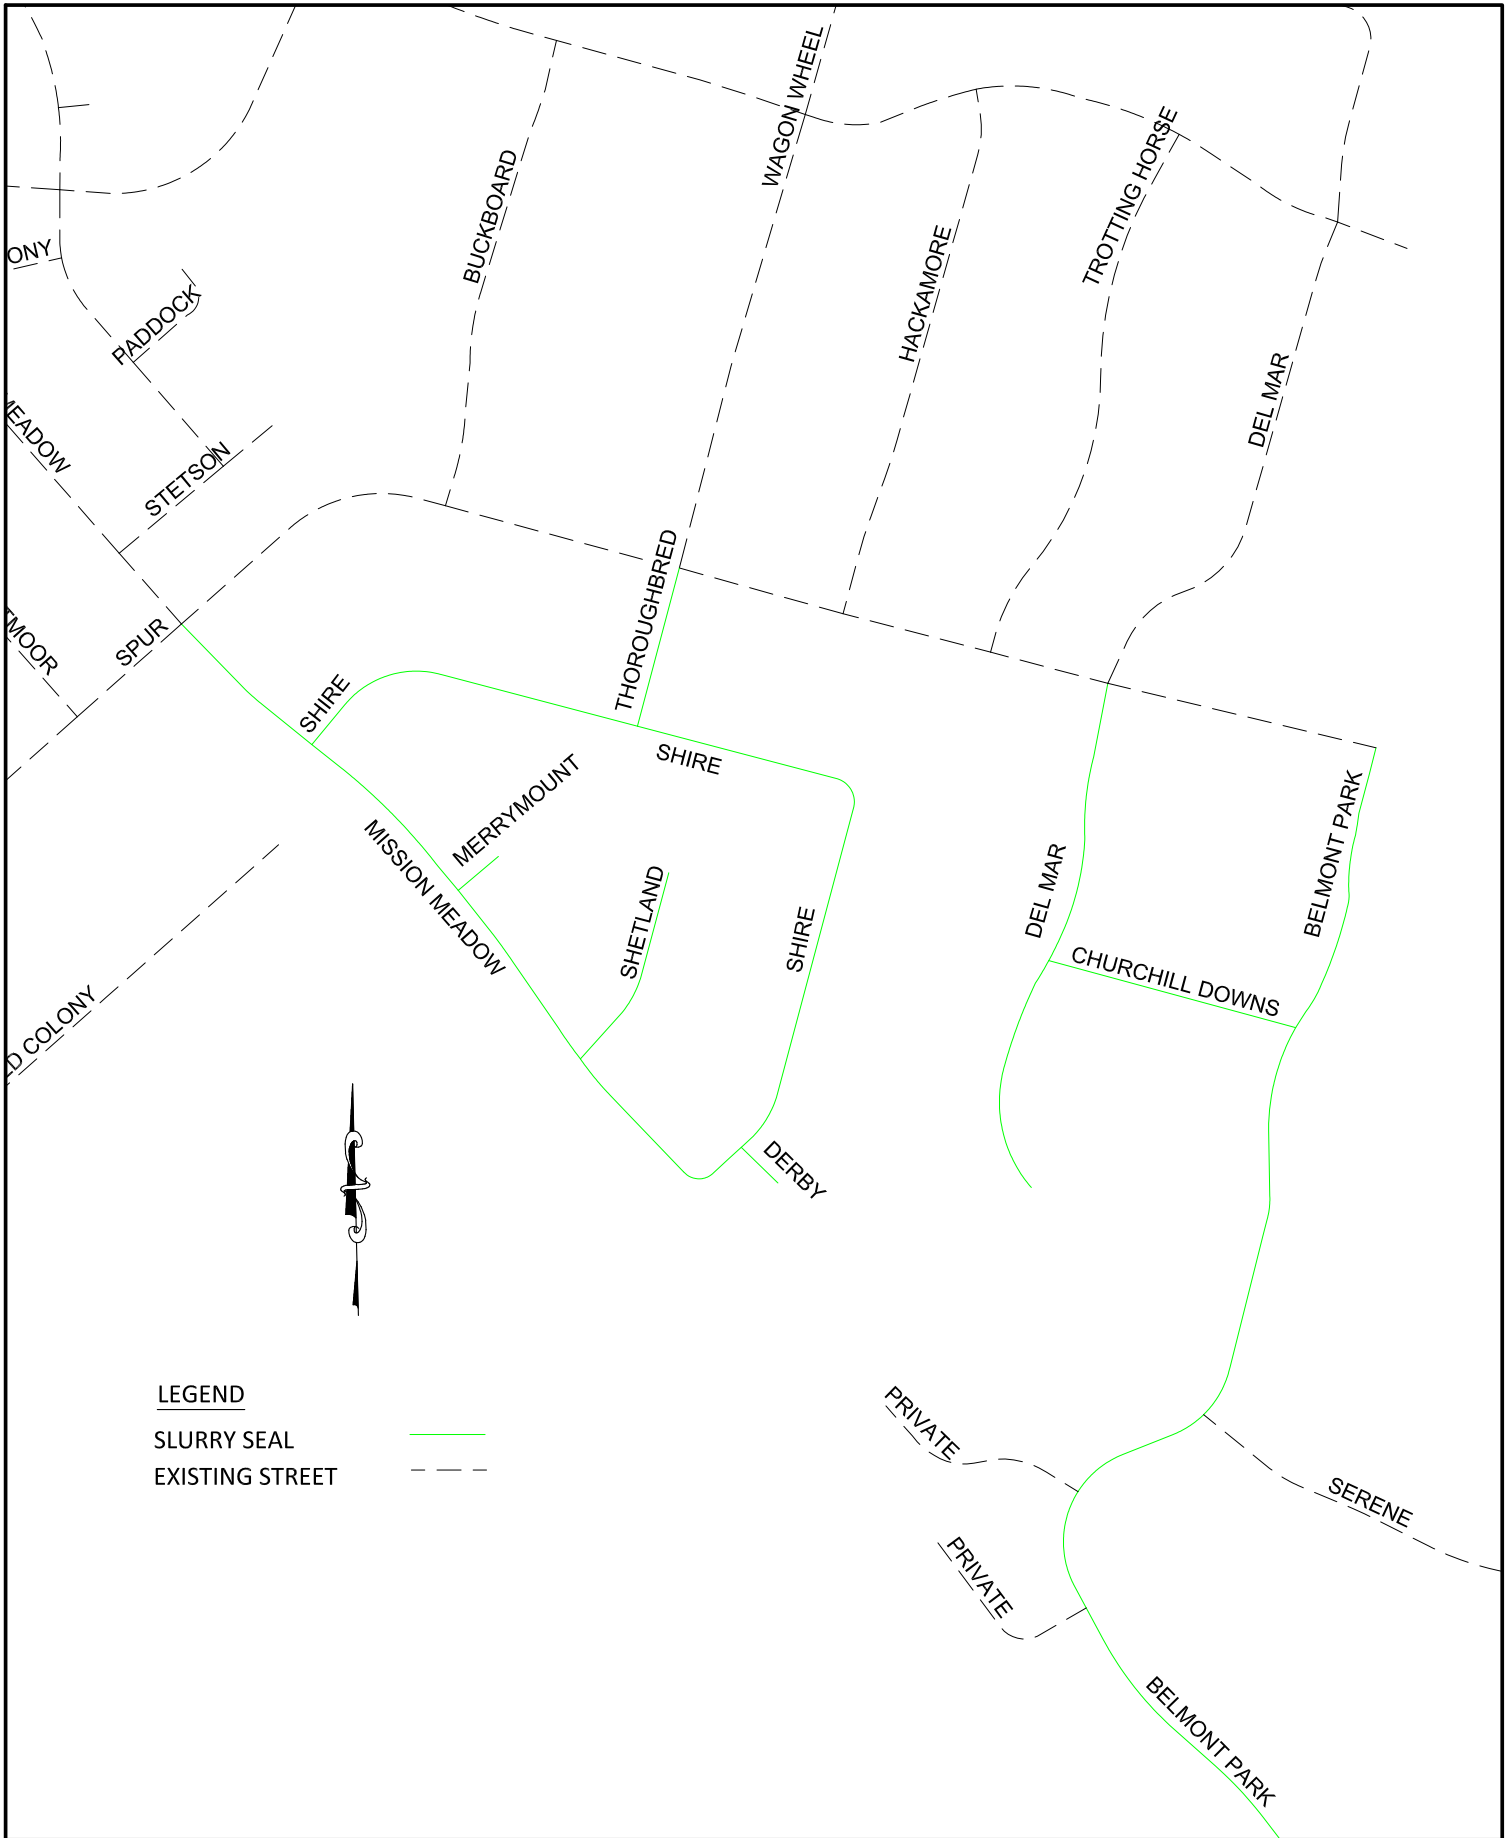 WAGON WHEEL
BUCKBOARD
TROTTING HORSE
HACKAMORE
ONY
PADDOCK
DEL MAR
MEADOW
STETSON
THOROUGHBRED
TMOOR
SPUR
SHIRE
SHIRE
MERRYMOUNT
MISSION MEADOW
BELMONT PARK
DEL MAR
SHETLAND
SHIRE
CHURCHILL DOWNS
D COLONY
DERBY
LEGEND
SLURRY SEAL
EXISTING STREET
PRIVATE
SERENE
PRIVATE
BELMONT PARK